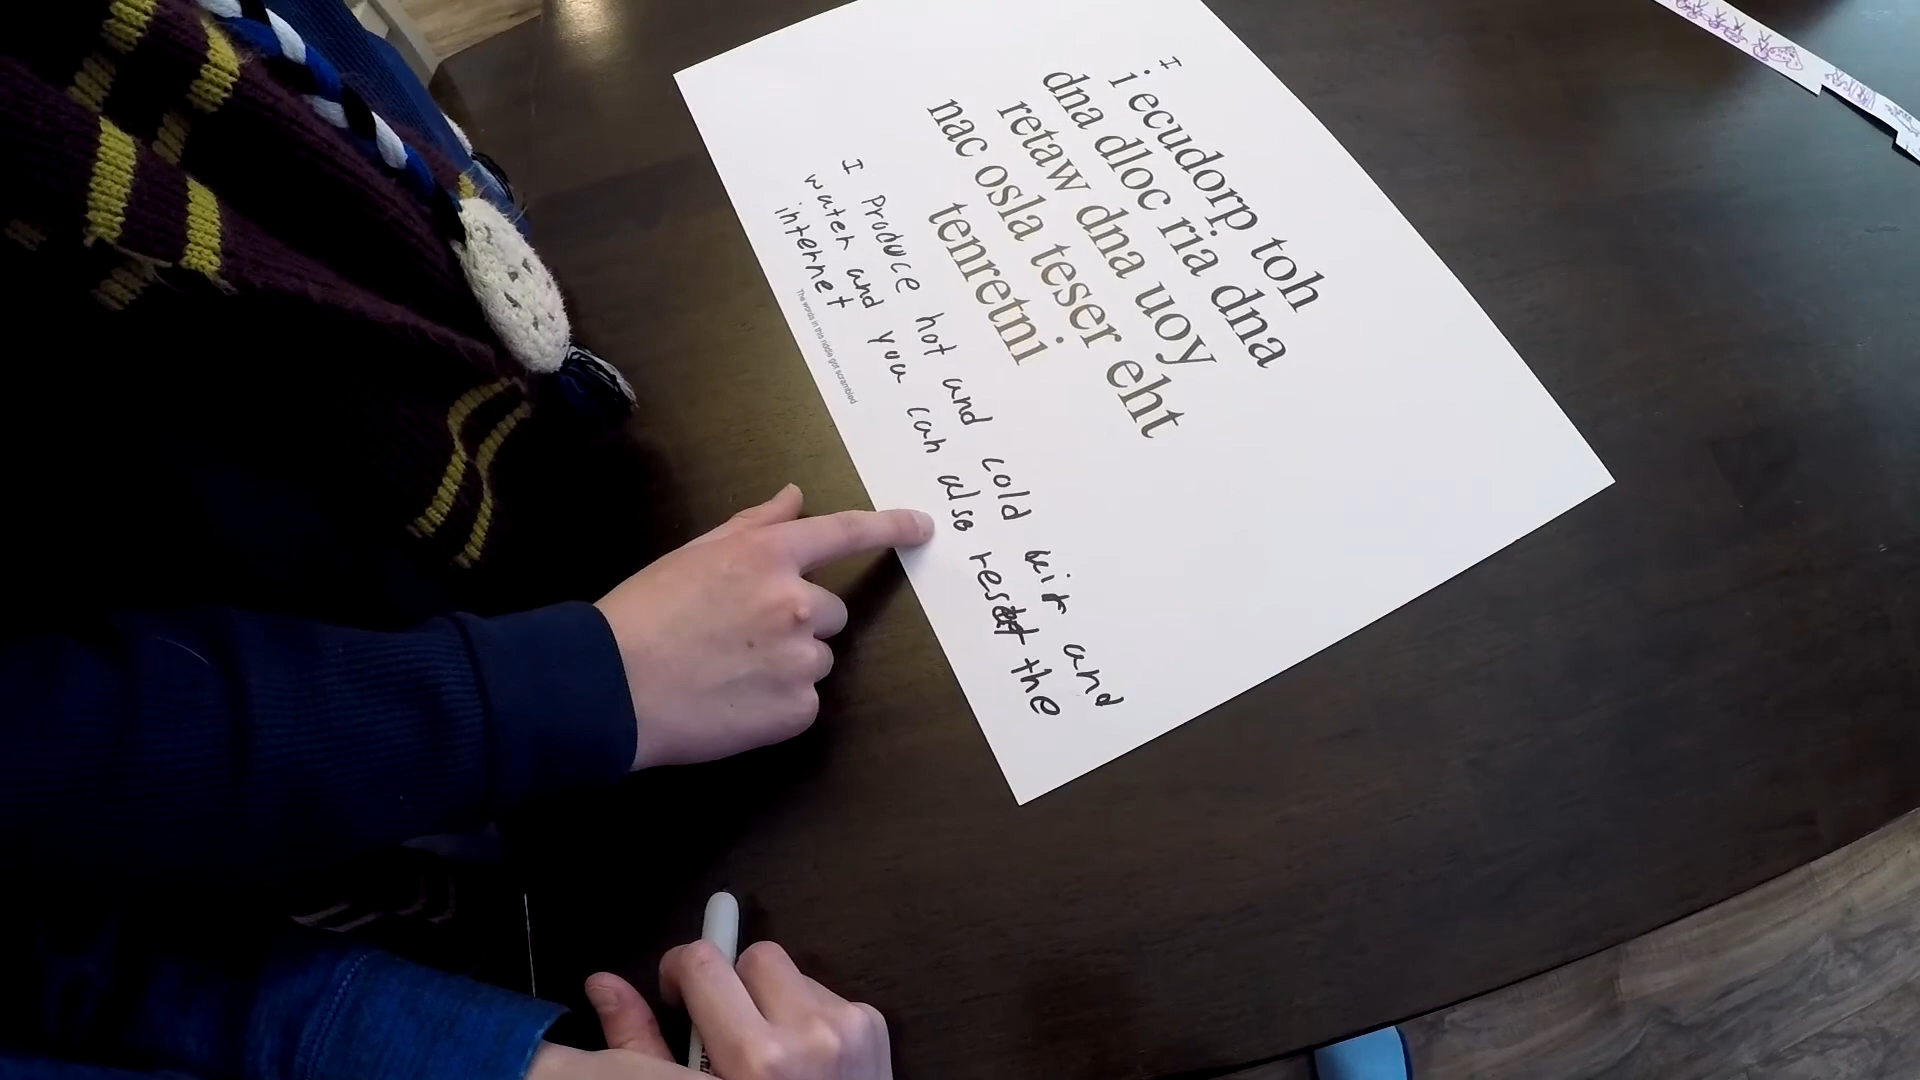 I
i ecudorp toh
dna dloc ria dna
retaw dna uoy
nac osla teser eht
tenretni
I produce hot and cold air and
water and you can also reset the
internet
The words in this riddle got scrambled